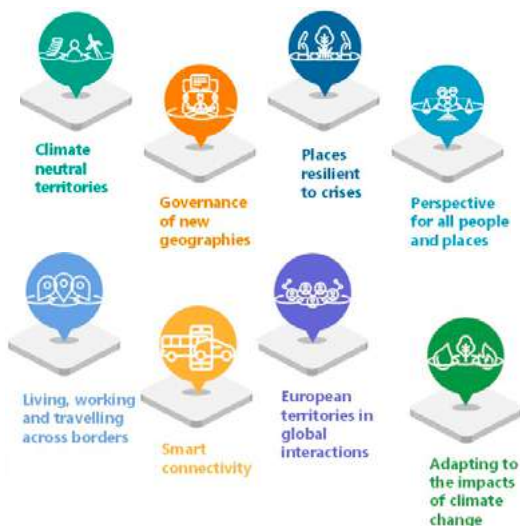 Climate
neutral
territories
Governance
of new
geographies
Places
resilient
to crises
Perspective
for all people
and places
Living, working
and travelling
across borders
Smart
connectivity
European
territories in
global
interactions
Adapting to
the impacts
of climate
change